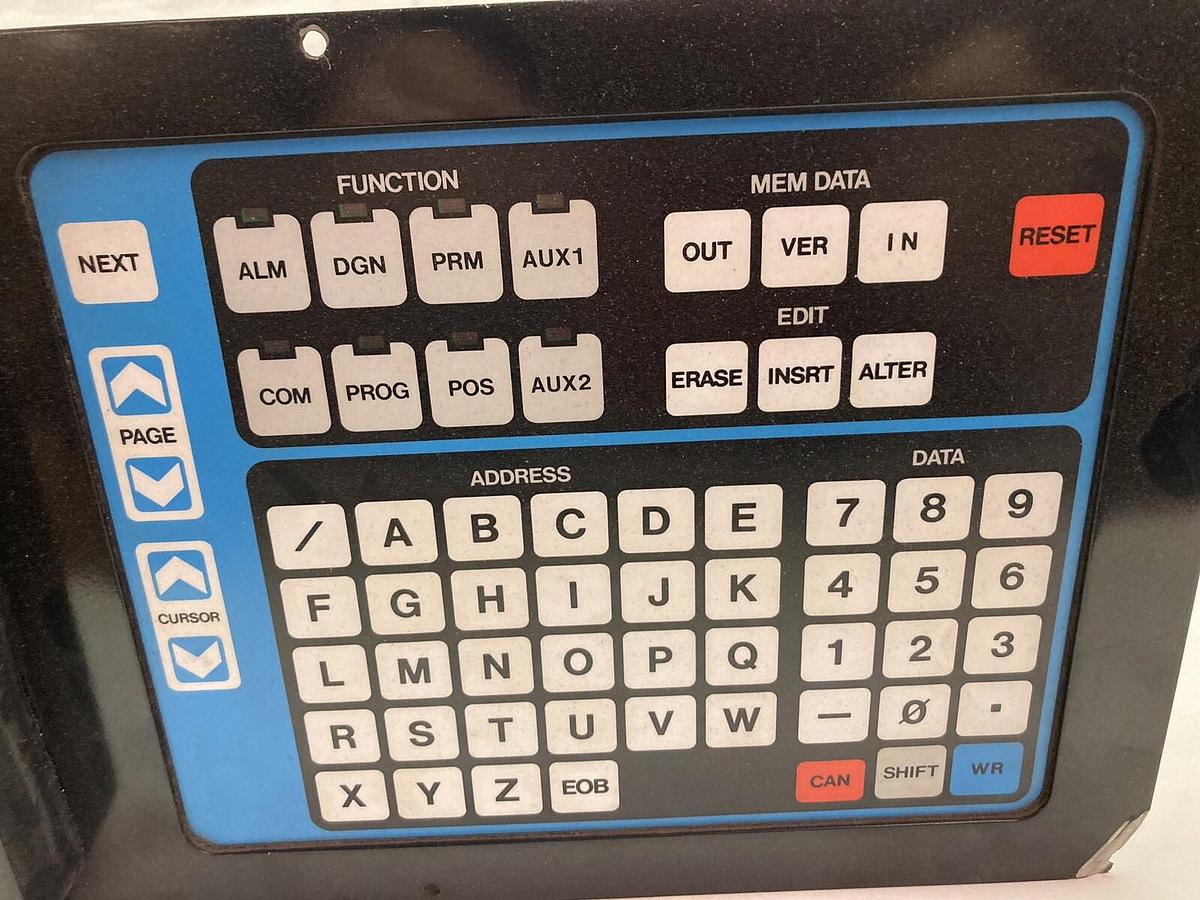 FUNCTION MEM DATA
NEXT ALM DGN PRM AUX1 OUT VER IN RESET
EDIT
COM PROG POS AUX2 ERASE INSRT ALTER
PAGE
ADDRESS DATA
/ A B C D E 7 8 9
F G H I J K 4 5 6
CURSOR
L M N O P Q 1 2 3
R S T U V W — Ø .
X Y Z EOB CAN SHIFT WR